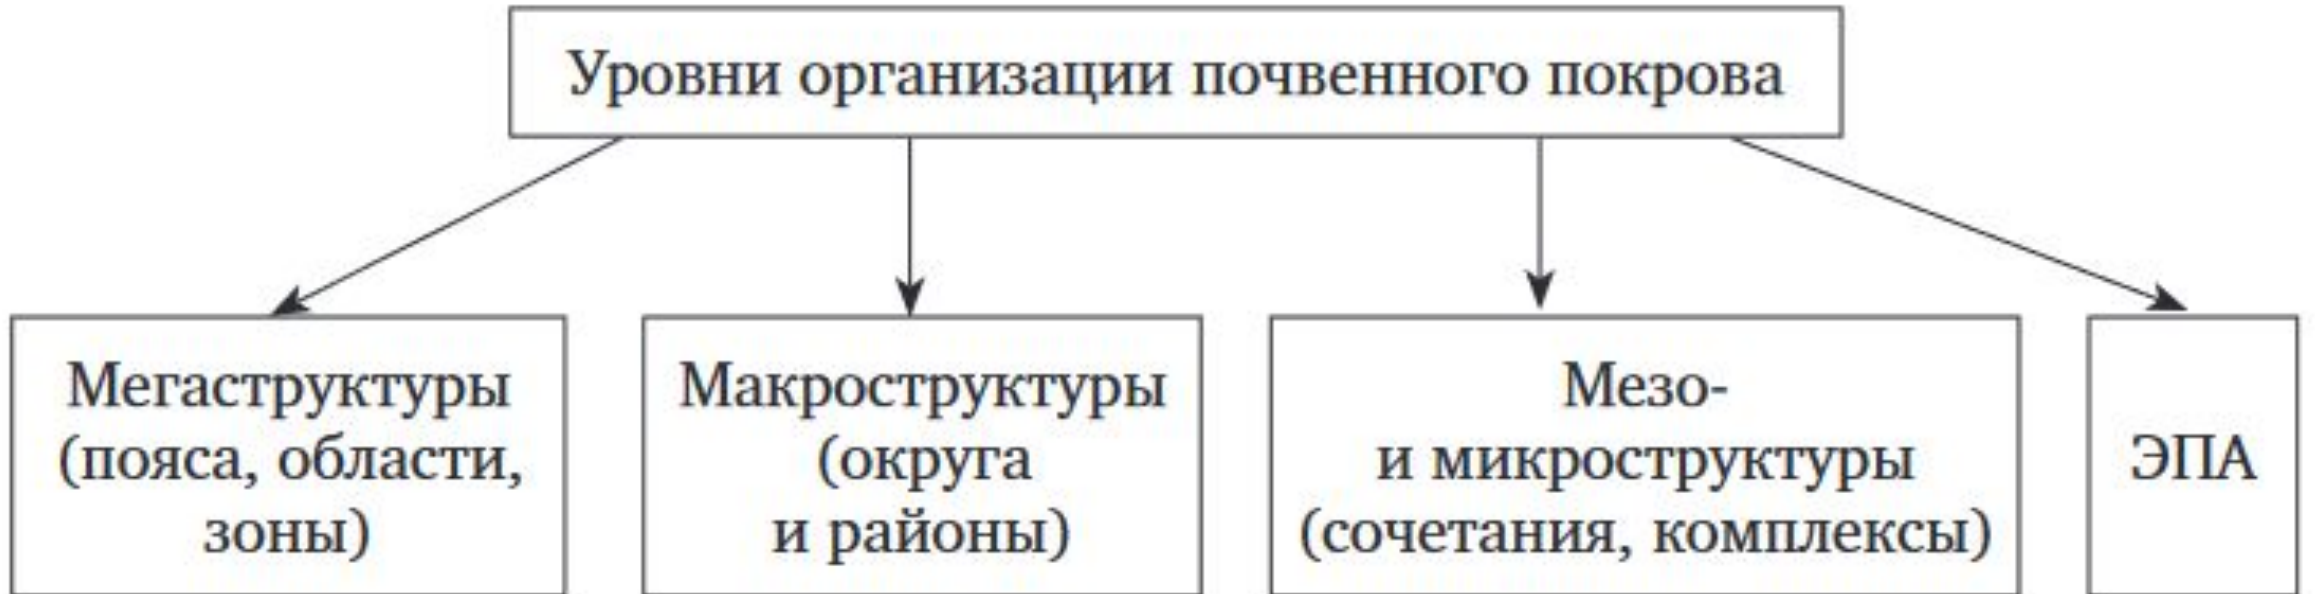 Уровни организации почвенного покрова
Мегаструктуры
(пояса, области,
зоны)
Макроструктуры
(округа
и районы)
Мезо-
и микроструктуры
(сочетания, комплексы)
ЭПА